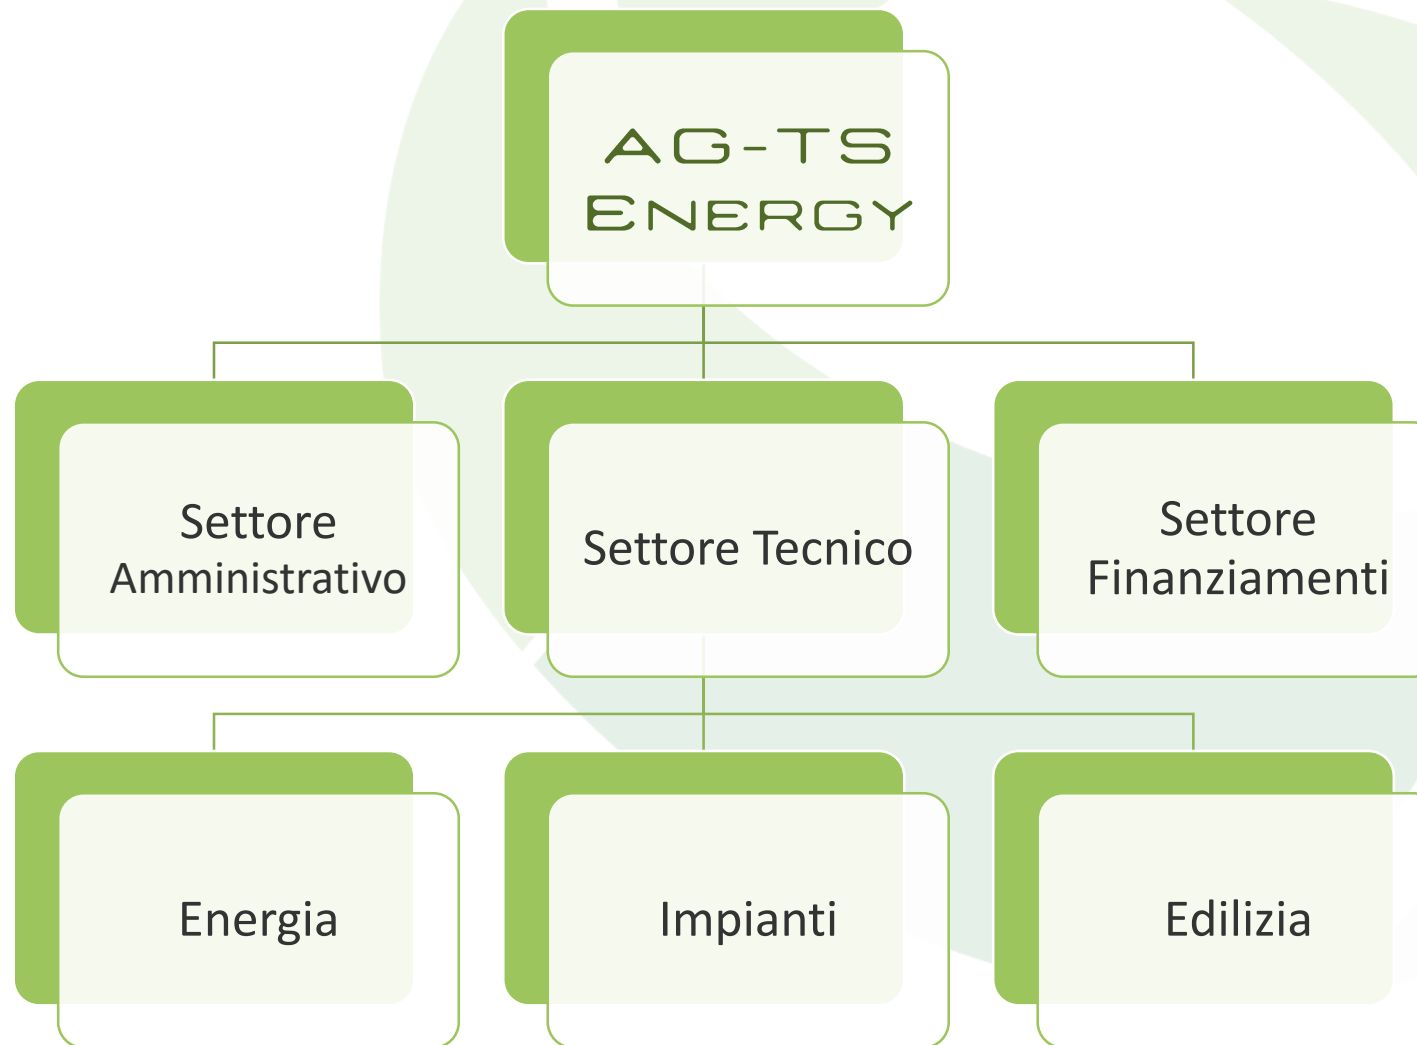 AG-TS
ENERGY
Settore
Amministrativo
Settore Tecnico
Settore
Finanziamenti
Energia
Impianti
Edilizia